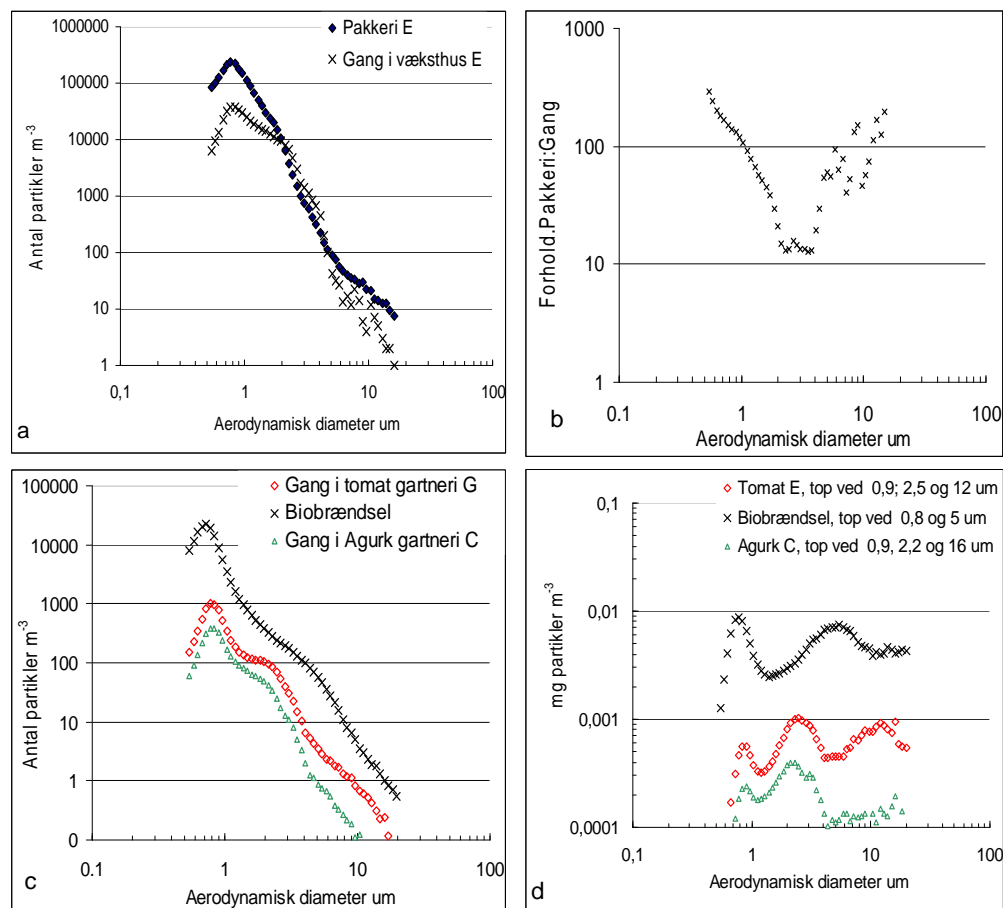 1000000
100000
10000
1000
100
10
1
0,1
1
10
100
Antal partikler m⁻³
Aerodynamisk diameter um
Pakkeri E
Gang i væksthus E
a
1000
100
10
1
0.1
1
10
100
Forhold.Pakkeri:Gang
Aerodynamisk diameter um
b
100000
10000
1000
100
10
1
0
0.1
1
10
100
Antal partikler m⁻³
Aerodynamisk diameter um
Gang i tomat gartneri G
Biobrændsel
Gang i Agurk gartneri C
c
0,1
0,01
0,001
0,0001
0,1
1
10
100
mg partikler m⁻³
Aerodynamisk diameter um
Tomat E, top ved 0,9; 2,5 og 12 um
Biobrændsel, top ved 0,8 og 5 um
Agurk C, top ved 0,9, 2,2 og 16 um
d